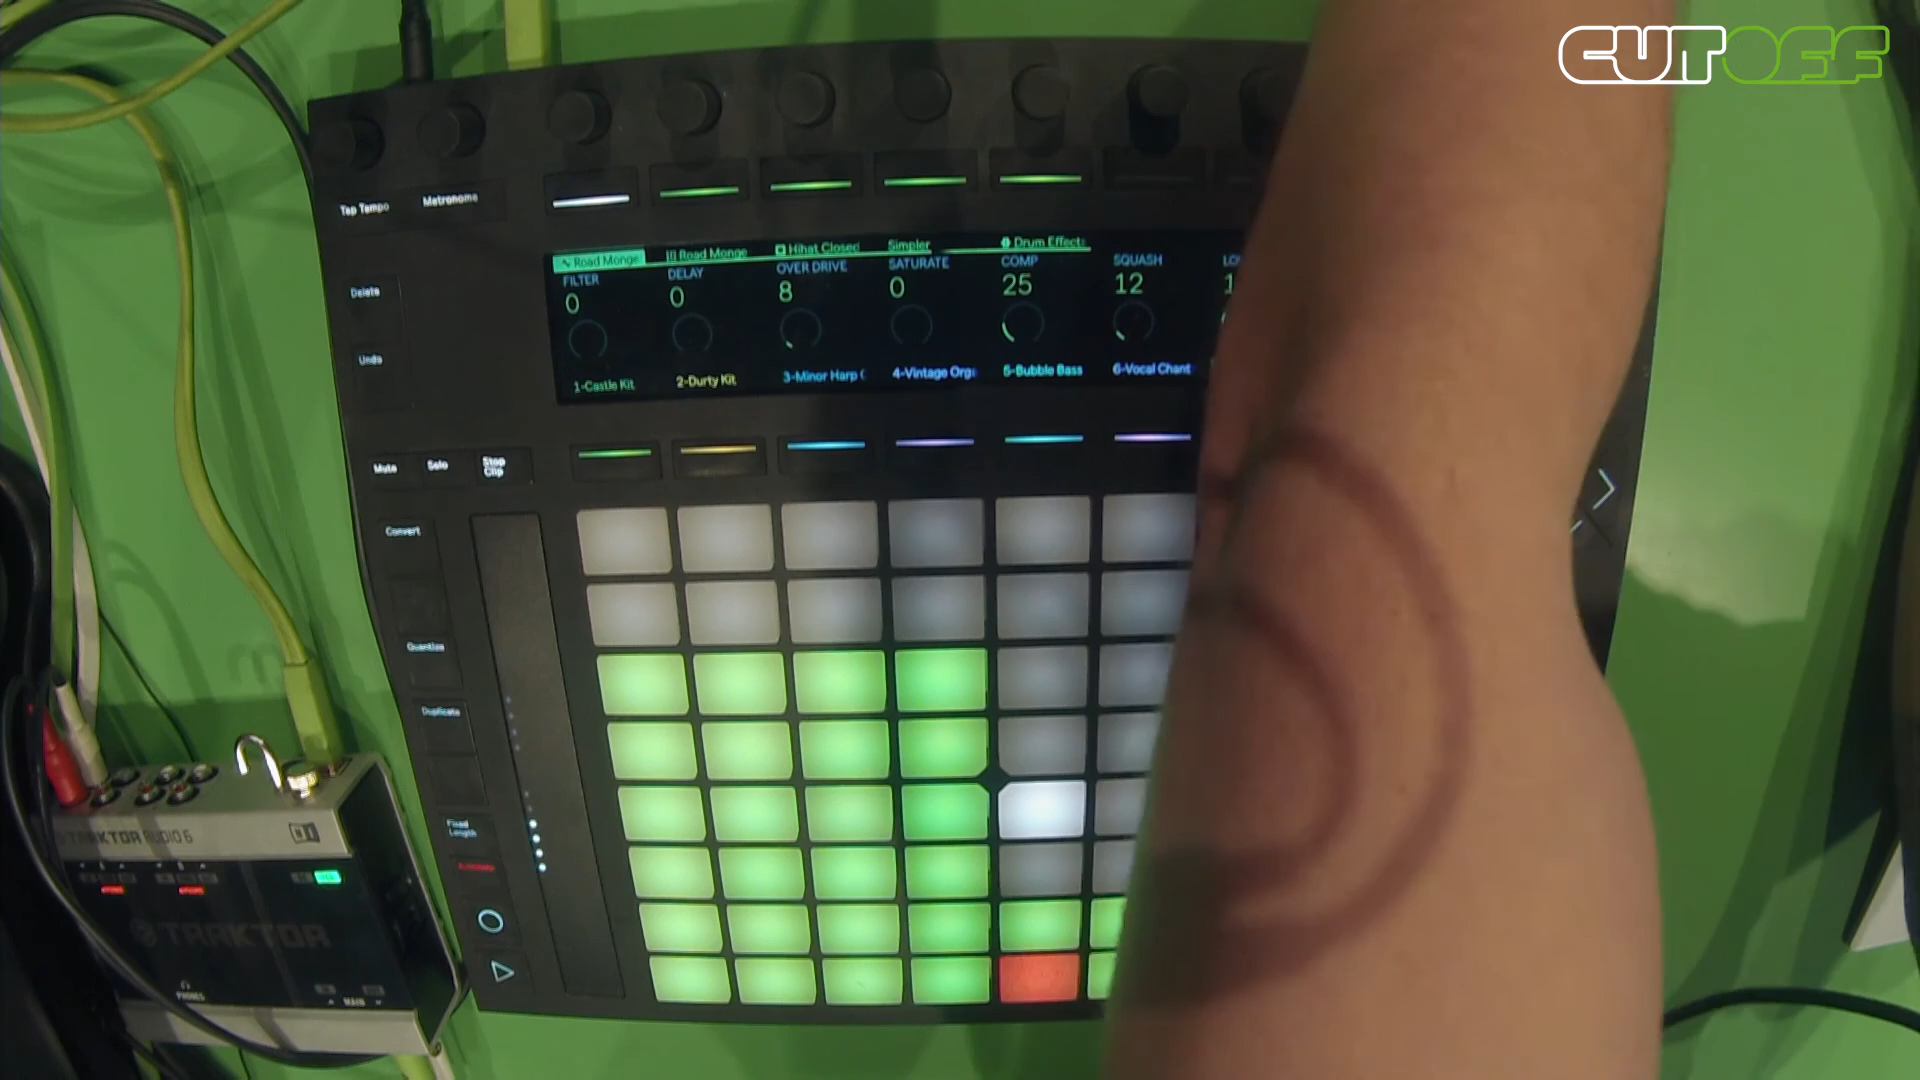 CUTOFF
Tap Tempo
Metronome
Road Monge
Road Monge
Hihat Closed
Simpler
Drum Effects
FILTER
DELAY
OVER DRIVE
SATURATE
COMP
SQUASH
0
0
8
0
25
12
1-Castle Kit
2-Durty Kit
3-Minor Harp
4-Vintage Org
5-Bubble Bass
6-Vocal Chant
Delete
Undo
Mute
Solo
Stop
Clip
Convert
Quantize
Duplicate
Fixed
Length
Automate
TRAKTOR AUDIO 6
TRAKTOR
PHONES
MAIN